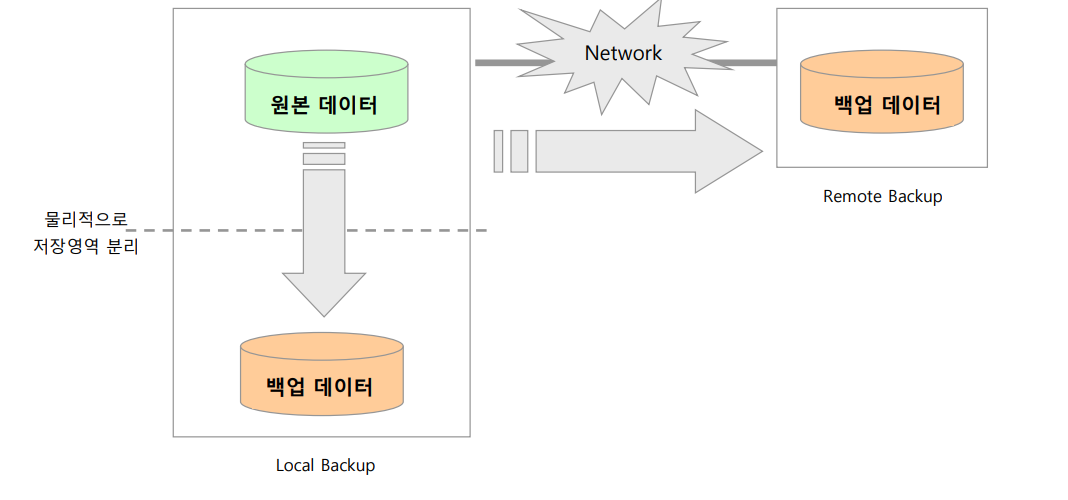 Network
원본 데이터
백업 데이터
Remote Backup
물리적으로
저장영역 분리
백업 데이터
Local Backup